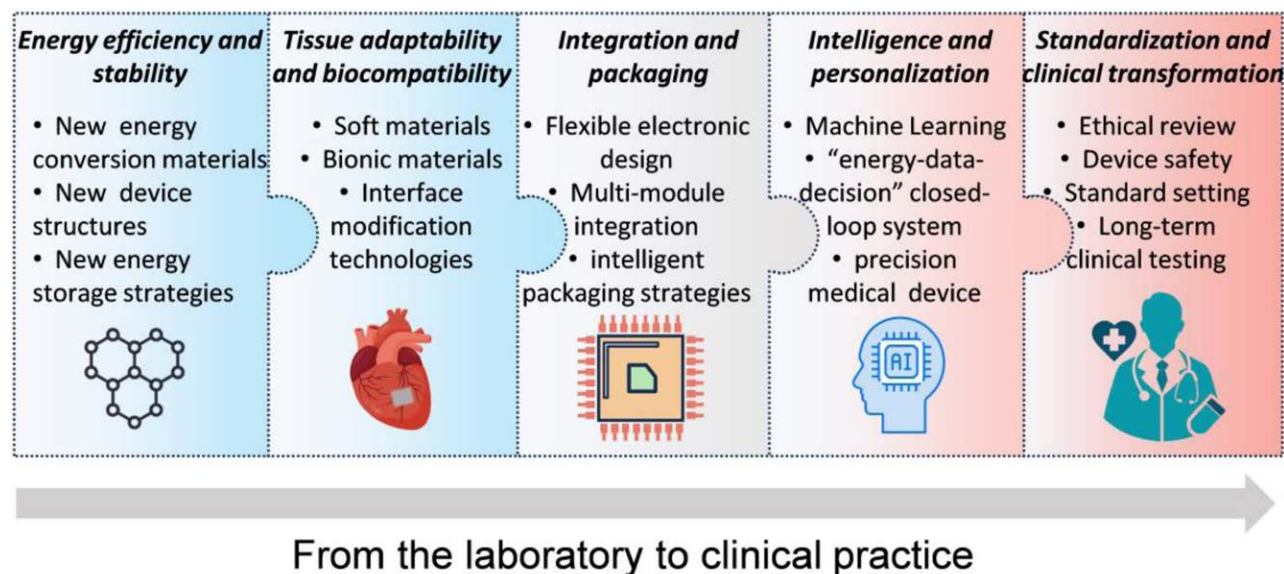 Energy efficiency and
stability
• New energy
conversion materials
• New device
structures
• New energy
storage strategies
Tissue adaptability
and biocompatibility
• Soft materials
• Bionic materials
• Interface
modification
technologies
Integration and
packaging
• Flexible electronic
design
• Multi-module
integration
• intelligent
packaging strategies
Intelligence and
personalization
• Machine Learning
• “energy-data-
decision” closed-
loop system
• precision
medical device
AI
Standardization and
clinical transformation
• Ethical review
• Device safety
• Standard setting
• Long-term
clinical testing
From the laboratory to clinical practice